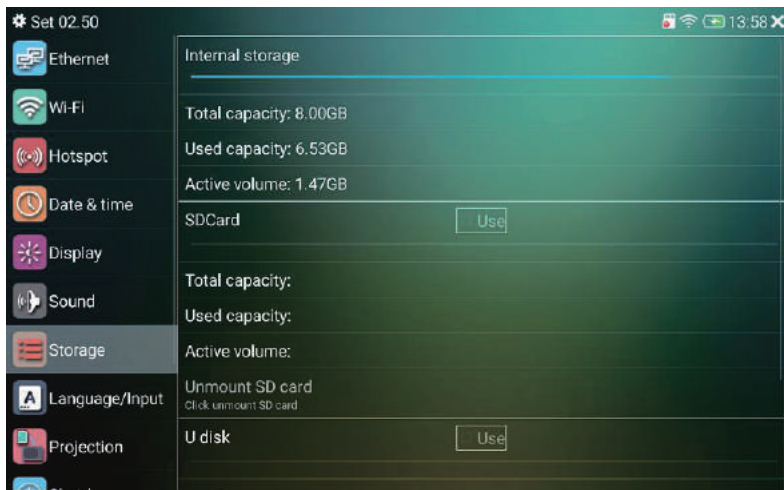 Set 02.50
13:58
Ethernet
Wi-Fi
Hotspot
Date & time
Display
Sound
Storage
Language/Input
Projection
Internal storage
Total capacity: 8.00GB
Used capacity: 6.53GB
Active volume: 1.47GB
SDCard
Use
Total capacity:
Used capacity:
Active volume:
Unmount SD card
Click unmount SD card
U disk
Use